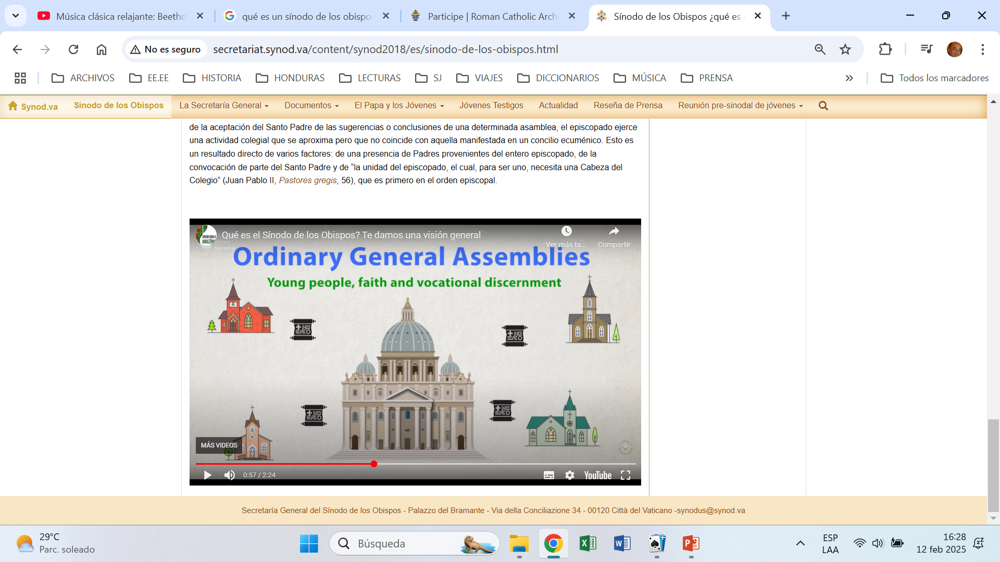 Música clásica relajante: Beetho
qué es un sínodo de los obispo
Participe | Roman Catholic Arch
Sínodo de los Obispos ¿qué es
No es seguro
secretariat.synod.va/content/synod2018/es/sinodo-de-los-obispos.html
ARCHIVOS
EE.EE
HISTORIA
HONDURAS
LECTURAS
SJ
VIAJES
DICCIONARIOS
MÚSICA
PRENSA
Todos los marcadores
Synod.va
Sinodo de los Obispos
La Secretaría General
Documentos
El Papa y los Jóvenes
Jóvenes Testigos
Actualidad
Reseña de Prensa
Reunión pre-sinodal de jóvenes
de la aceptación del Santo Padre de las sugerencias o conclusiones de una determinada asamblea, el episcopado ejerce
una actividad colegial que se aproxima pero que no coincide con aquella manifestada en un concilio ecuménico. Esto es
un resultado directo de varios factores: de una presencia de Padres provenientes del entero episcopado, de la
convocación de parte del Santo Padre y de “la unidad del episcopado, el cual, para ser uno, necesita una Cabeza del
Colegio” (Juan Pablo II, Pastores gregis, 56), que es primero en el orden episcopal.
Qué es el Sínodo de los Obispos? Te damos una visión general
Ver más ta...
Compartir
SÍNODO PARA A
AMAZÔNIA
News
Service
Ordinary General Assemblies
Young people, faith and vocational discernment
MÁS VIDEOS
0:57 / 2:24
YouTube
Secretaría General del Sínodo de los Obispos - Palazzo del Bramante - Via della Conciliazione 34 - 00120 Città del Vaticano -synodus@synod.va
29°C
Parc. soleado
Búsqueda
ESP
LAA
16:28
12 feb 2025